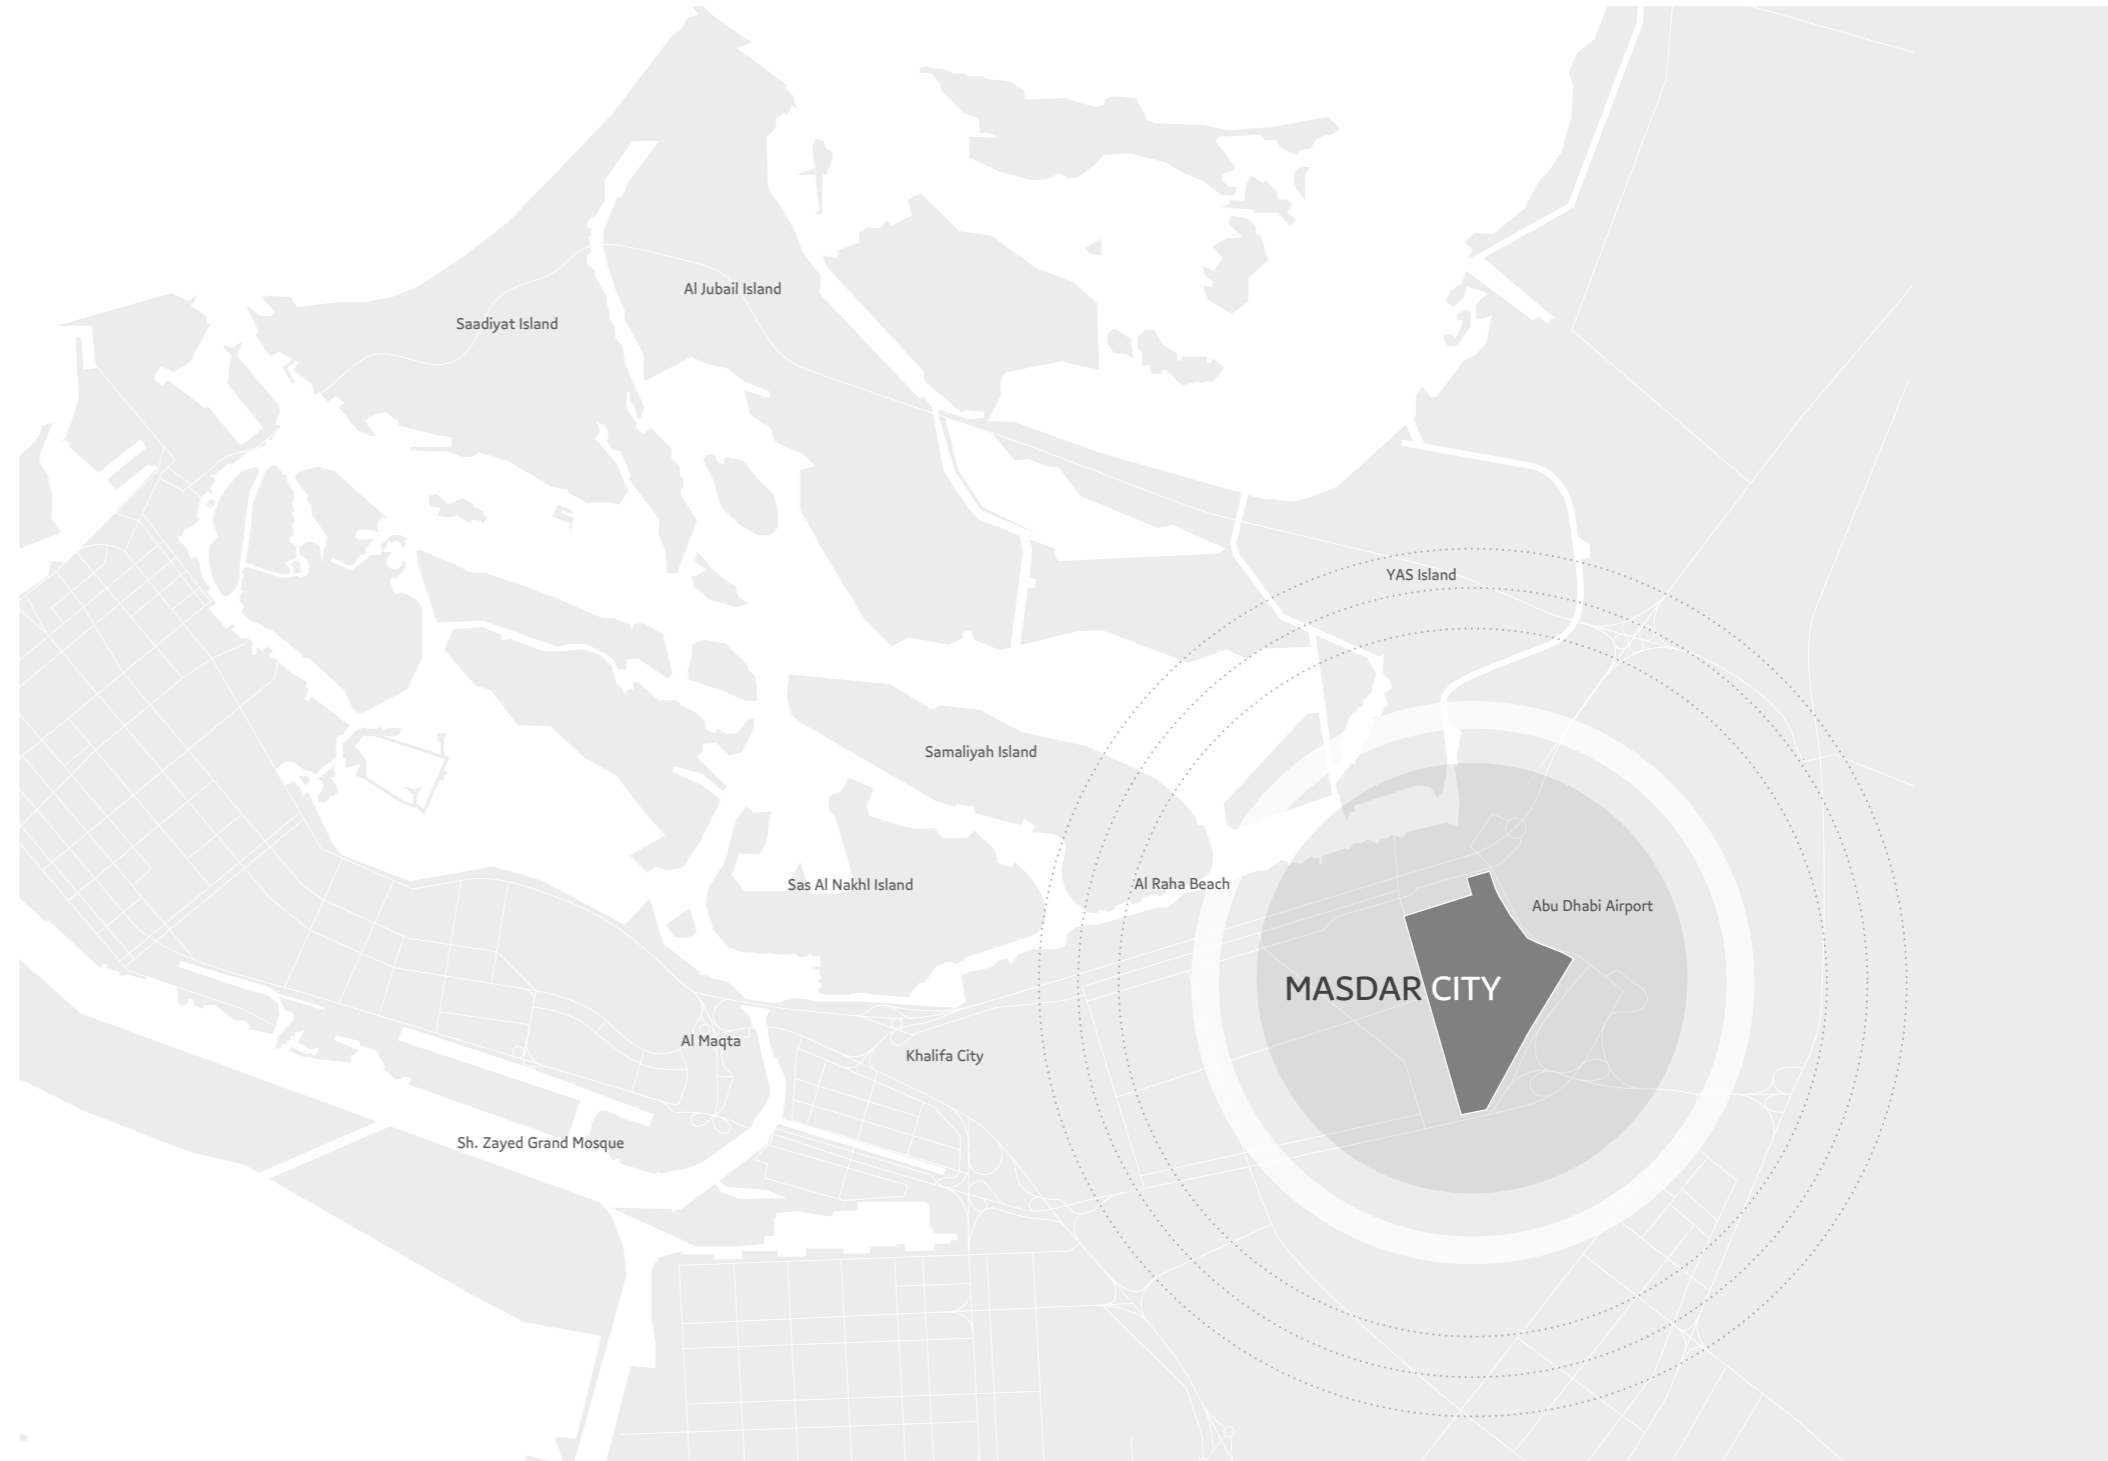 Al Jubail Island
Saadiyat Island
YAS Island
Samaliyah Island
Sas Al Nakhl Island
Al Raha Beach
Abu Dhabi Airport
MASDAR CITY
Al Maqta
Khalifa City
Sh. Zayed Grand Mosque